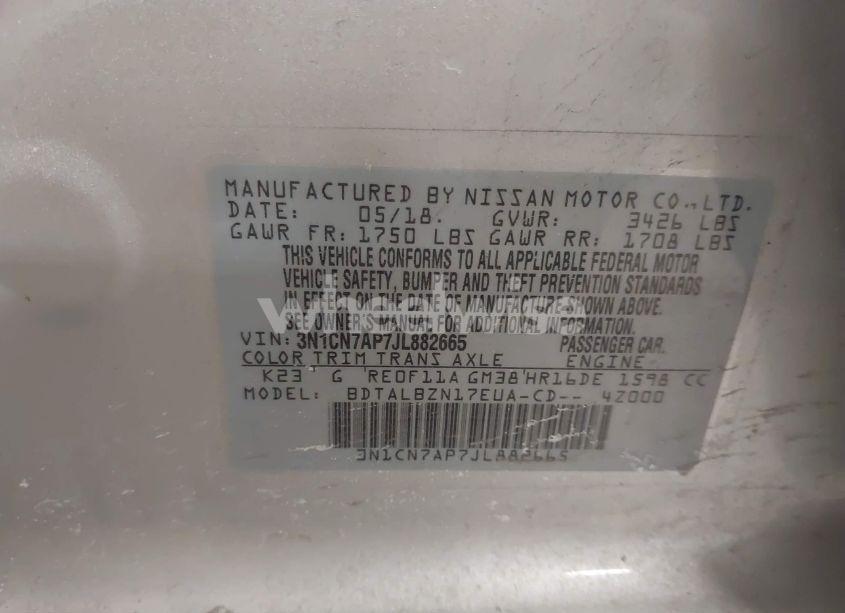 MANUFACTURED BY NISSAN MOTOR CO.,LTD.
DATE: 05/18. GVWR: 3426 LBS
GAWR FR: 1750 LBS GAWR RR: 1708 LBS
THIS VEHICLE CONFORMS TO ALL APPLICABLE FEDERAL MOTOR
VEHICLE SAFETY, BUMPER AND THEFT PREVENTION STANDARDS
IN EFFECT ON THE DATE OF MANUFACTURE SHOWN ABOVE.
SEE OWNER'S MANUAL FOR ADDITIONAL INFORMATION
VIN: 3N1CN7AP7JL882665 PASSENGER CAR.
COLOR TRIM TRANS AXLE ENGINE
K23 G RE0F11A GM38 HR16DE 1598 CC
MODEL: BDTALBZN17EUA-CD-- 4Z000
3N1CN7AP7JL882665